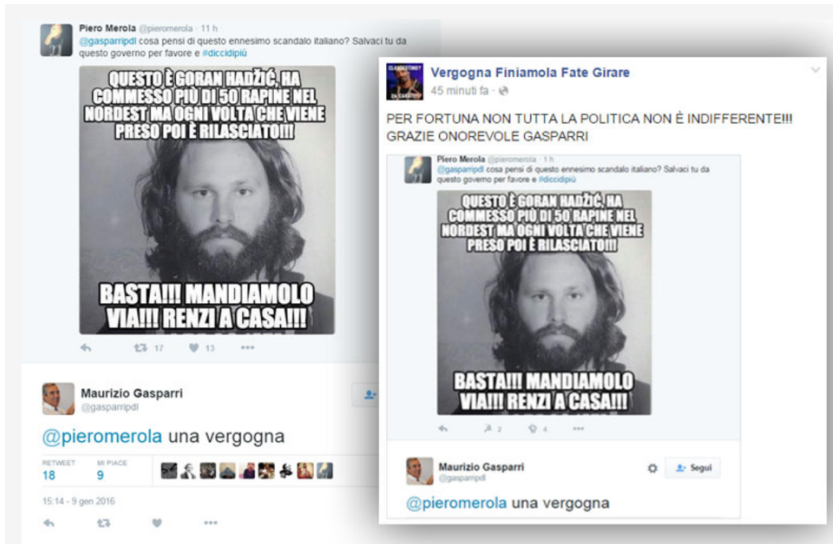 Piero Merola @pieromerola · 11 h
@gasparripdl cosa pensi di questo ennesimo scandalo italiano? Salvaci tu da
questo governo per favore e #diccidipiù
QUESTO È GORAN HADŽIĆ, HA
COMMESSO PIÙ DI 50 RAPINE NEL
NORDEST MA OGNI VOLTA CHE VIENE
PRESO POI È RILASCIATO!!!
BASTA!!! MANDIAMOLO
VIA!!! RENZI A CASA!!!
17 13
Maurizio Gasparri
@gasparripdl
@pieromerola una vergogna
RETWEET MI PIACE
18 9
15:14 - 9 gen 2016
Vergogna Finiamola Fate Girare
45 minuti fa ·
PER FORTUNA NON TUTTA LA POLITICA NON È INDIFFERENTE!!!
GRAZIE ONOREVOLE GASPARRI
Piero Merola @pieromerola · 1 h
@gasparripdl cosa pensi di questo ennesimo scandalo italiano? Salvaci tu da
questo governo per favore e #diccidipiù
QUESTO È GORAN HADŽIĆ, HA
COMMESSO PIÙ DI 50 RAPINE NEL
NORDEST MA OGNI VOLTA CHE VIENE
PRESO POI È RILASCIATO!!!
BASTA!!! MANDIAMOLO
VIA!!! RENZI A CASA!!!
2 4
Maurizio Gasparri
@gasparripdl
Segui
@pieromerola una vergogna